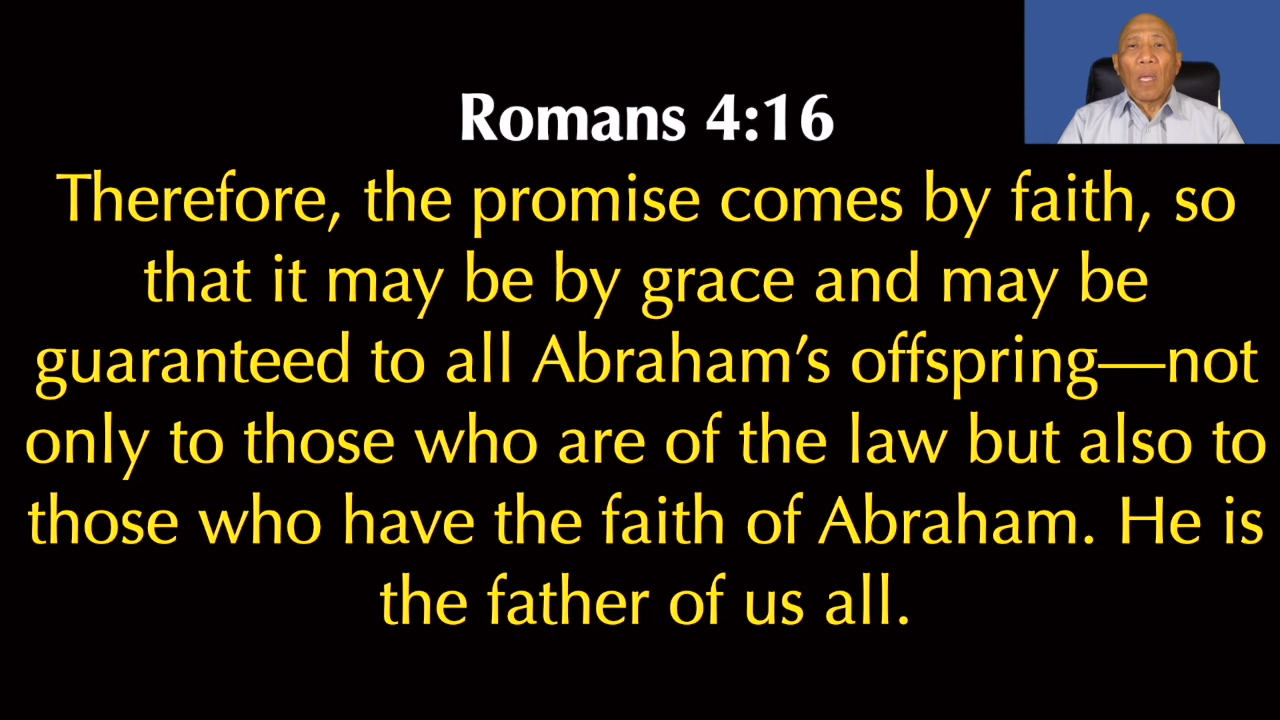 Romans 4:16
Therefore, the promise comes by faith, so
that it may be by grace and may be
guaranteed to all Abraham’s offspring—not
only to those who are of the law but also to
those who have the faith of Abraham. He is
the father of us all.